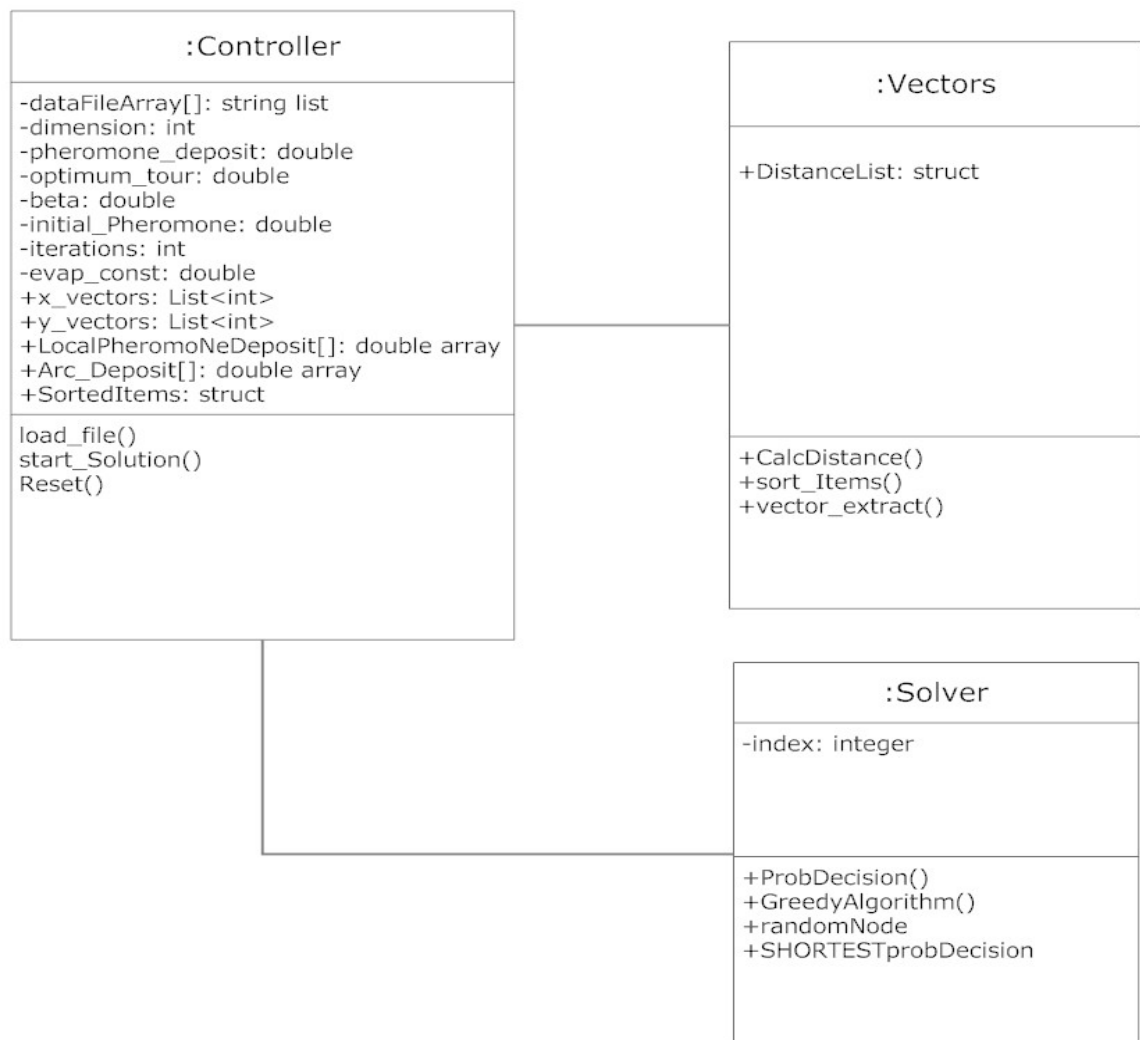 :Controller
-dataFileArray[]: string list
-dimension: int
-pheromone_deposit: double
-optimum_tour: double
-beta: double
-initial_Pheromone: double
-iterations: int
-evap_const: double
+x_vectors: List<int>
+y_vectors: List<int>
+LocalPheromoNeDeposit[]: double array
+Arc_Deposit[]: double array
+SortedItems: struct
load_file()
start_Solution()
Reset()
:Vectors
+DistanceList: struct
+CalcDistance()
+sort_Items()
+vector_extract()
:Solver
-index: integer
+ProbDecision()
+GreedyAlgorithm()
+randomNode
+SHORTESTprobDecision